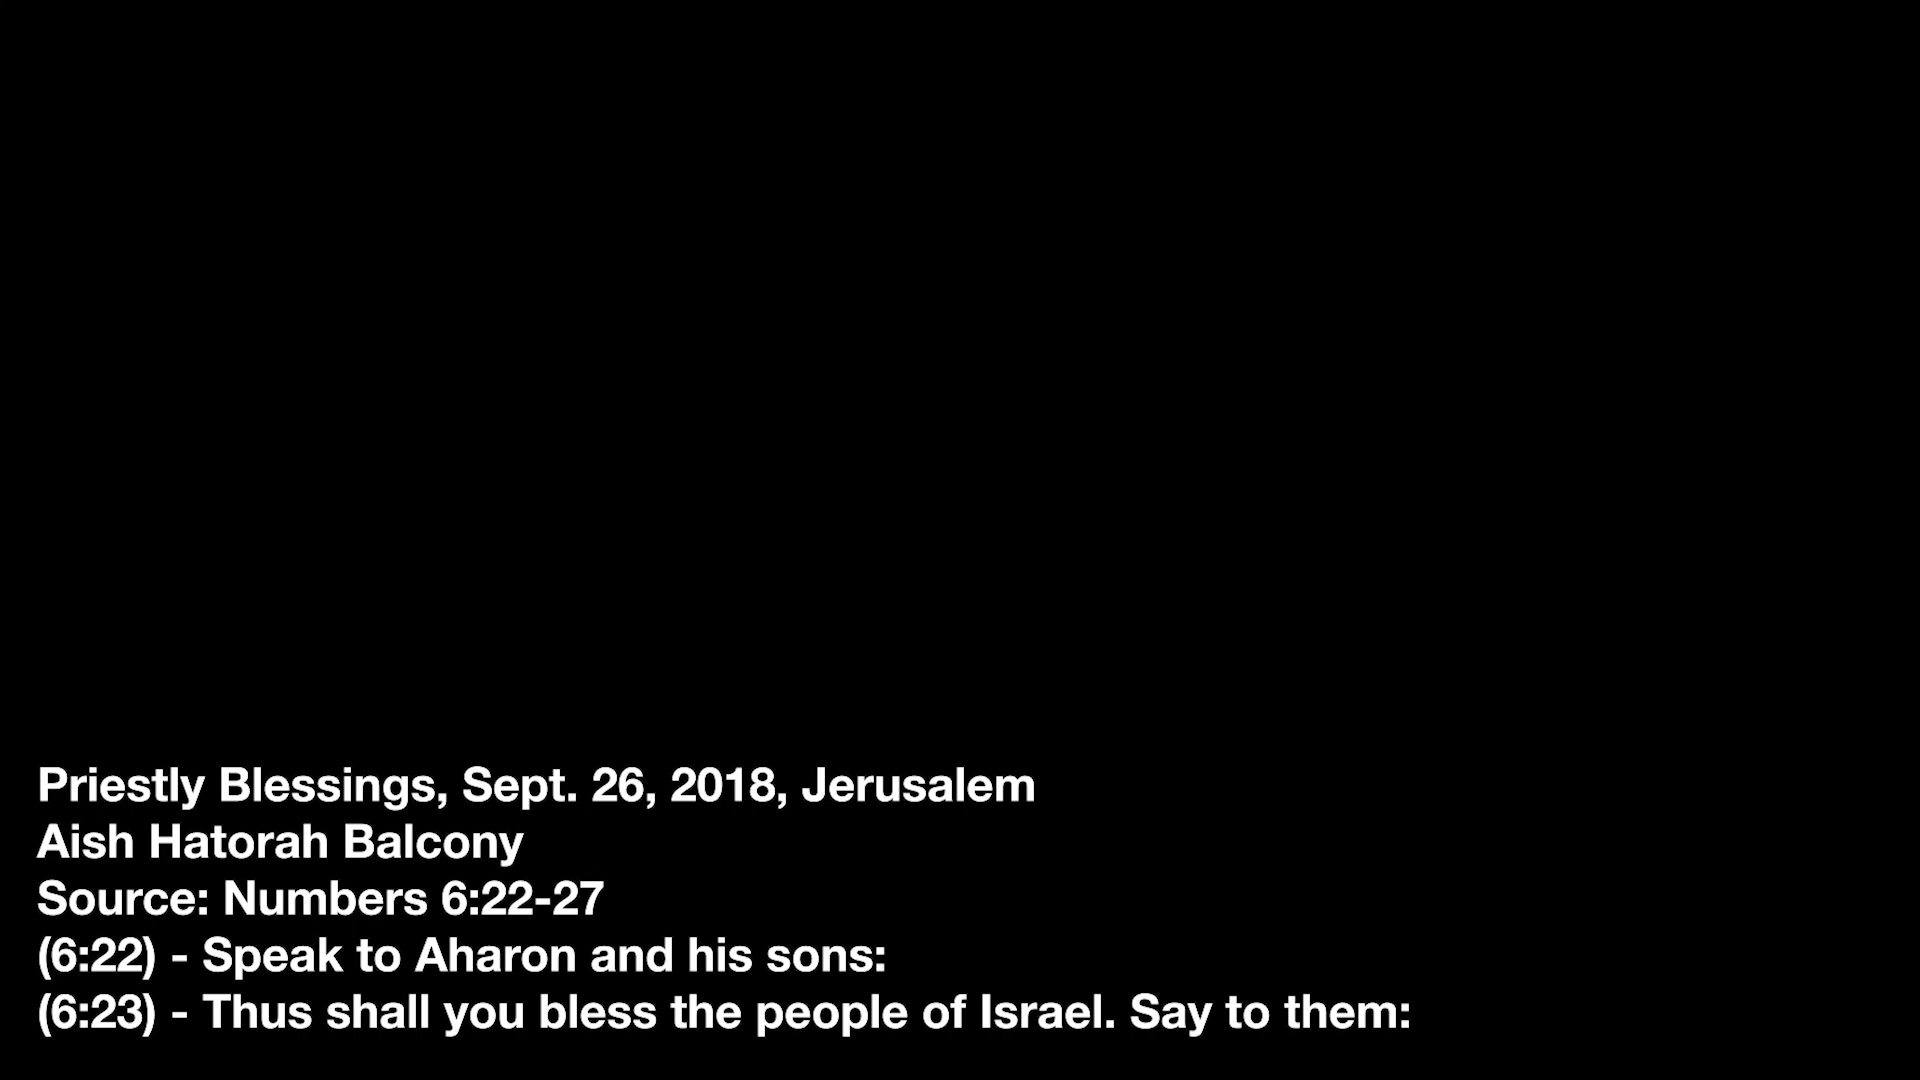 Priestly Blessings, Sept. 26, 2018, Jerusalem
Aish Hatorah Balcony
Source: Numbers 6:22-27
(6:22) - Speak to Aharon and his sons:
(6:23) - Thus shall you bless the people of Israel. Say to them: